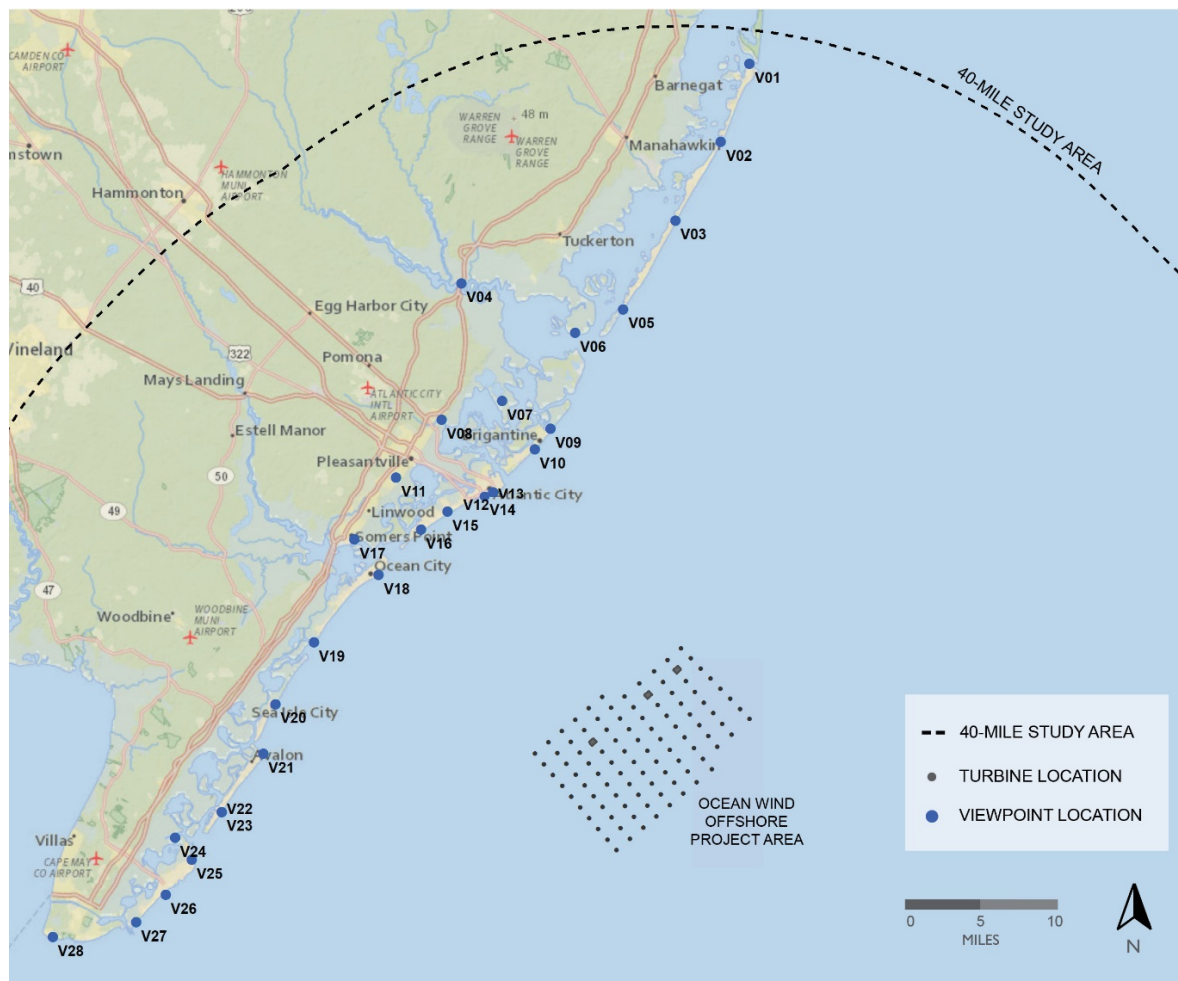 CAMDEN CO
AIRPORT
40-MILE STUDY AREA
V01
Barnegat
48 m
WARREN
GROVE
RANGE
WARREN
GROVE
RANGE
V02
Manahawkin
mstown
HAMMONTON
MUNI
AIRPORT
Hammonton
V03
Tuckerton
40
V04
Egg Harbor City
V05
V06
Vineland
322
Pomona
Mays Landing
ATLANTIC CITY
INTL
AIRPORT
V07
Estell Manor
V08
Brigantine
V09
V10
Pleasantville
50
V11
V12
V13
Atlantic City
V14
49
Linwood
V15
V16
Somers Point
V17
Ocean City
V18
47
Woodbine
WOODBINE
MUNI
AIRPORT
V19
V20
Sea Isle City
V21
Avalon
V22
V23
OCEAN WIND
OFFSHORE
PROJECT AREA
Villas
V24
CAPE MAY
CO AIRPORT
V25
V26
V27
V28
40-MILE STUDY AREA
TURBINE LOCATION
VIEWPOINT LOCATION
0 5 10
MILES
N